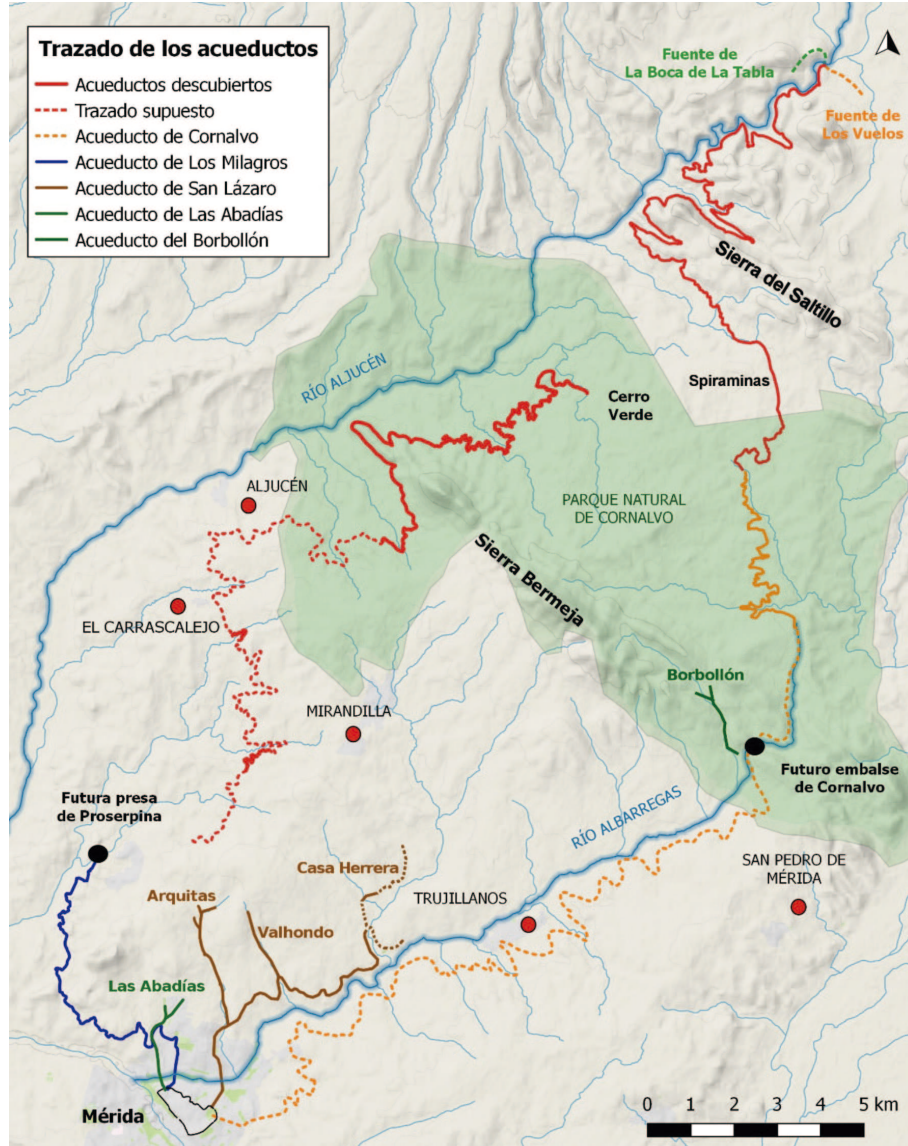 Trazado de los acueductos
Acueductos descubiertos
Trazado supuesto
Acueducto de Cornalvo
Acueducto de Los Milagros
Acueducto de San Lázaro
Acueducto de Las Abadías
Acueducto del Borbollón
Fuente de
La Boca de La Tabla
Fuente de
Los Vuelos
Sierra del Saltillo
RÍO ALJUCÉN
Spiraminas
Cerro
Verde
ALJUCÉN
PARQUE NATURAL
DE CORNALVO
Sierra Bermeja
EL CARRASCALEJO
Borbollón
MIRANDILLA
Futuro embalse
de Cornalvo
Futura presa
de Proserpina
RÍO ALBARREGAS
SAN PEDRO DE
MÉRIDA
Casa Herrera
Arquitas
TRUJILLANOS
Valhondo
Las Abadías
Mérida
0 1 2 3 4 5 km